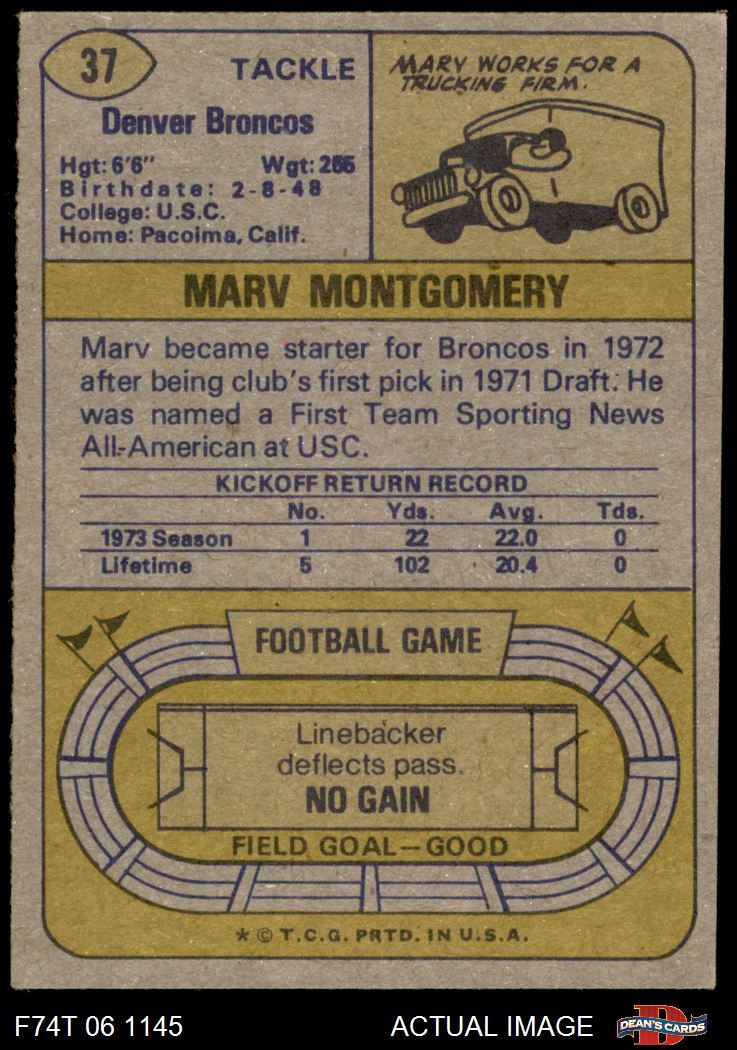 37
TACKLE
Denver Broncos
Hgt: 6'6" Wgt: 255
Birthdate: 2-8-48
College: U.S.C.
Home: Pacoima, Calif.
MARV WORKS FOR A
TRUCKING FIRM.
MARV MONTGOMERY
Marv became starter for Broncos in 1972
after being club's first pick in 1971 Draft. He
was named a First Team Sporting News
All-American at USC.
KICKOFF RETURN RECORD
No. Yds. Avg. Tds.
1973 Season 1 22 22.0 0
Lifetime 5 102 20.4 0
FOOTBALL GAME
Linebacker
deflects pass.
NO GAIN
FIELD GOAL—GOOD
* © T.C.G. PRTD. IN U.S.A.
F74T 06 1145 ACTUAL IMAGE
D
DEAN'S CARDS